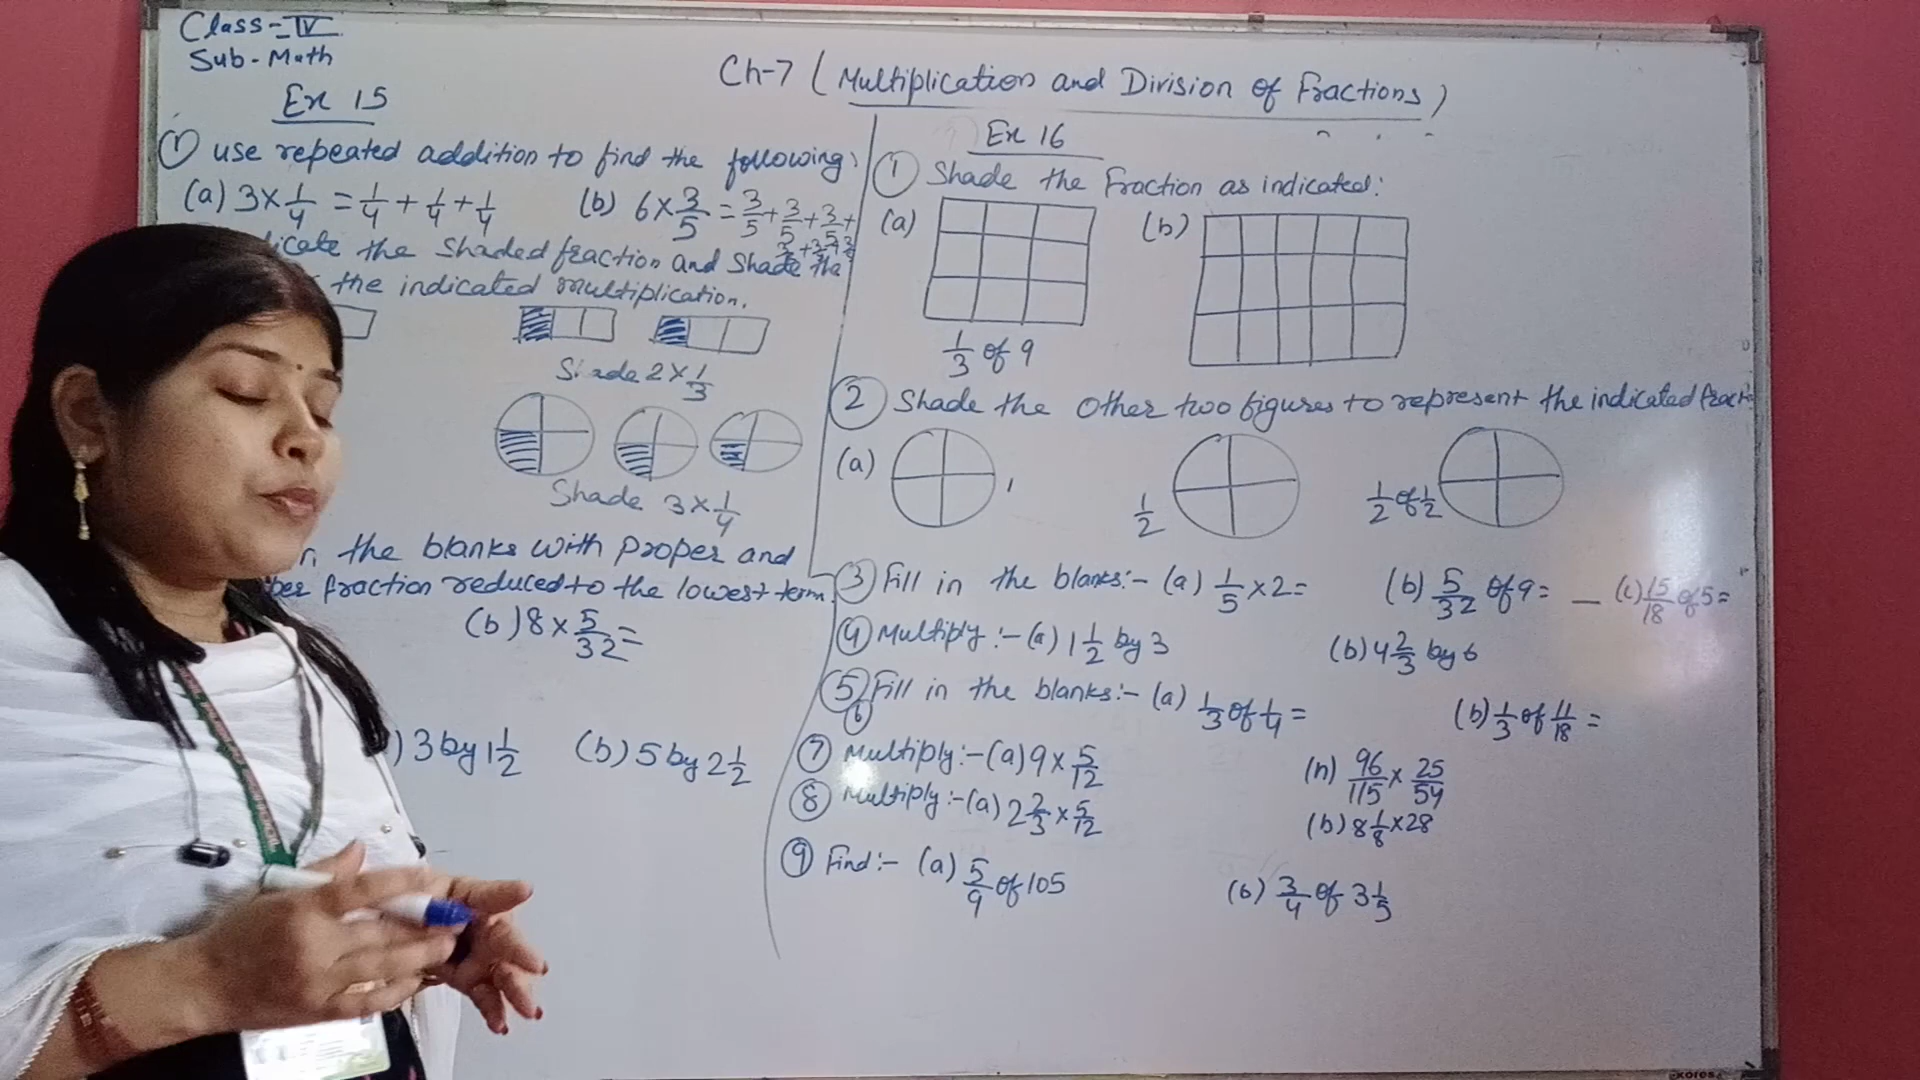 Class-IV
Sub-Math
Ch-7 (Multiplication and Division of Fractions)
Ex 15
① use repeated addition to find the following:
(a) 3×1/4 = 1/4 + 1/4 + 1/4 (b) 6×3/5 = 3/5 + 3/5 + 3/5 +
3/5 + 3/5 + 3/5
the shaded fraction and shade the
the indicated multiplication.
Shade 2×1/3
Shade 3×1/4
the blanks with proper and
fraction reduced to the lowest term.
(b) 8×5/32=
) 3 by 1 1/2 (b) 5 by 2 1/2
Ex 16
① Shade the Fraction as indicated:
(a) (b)
1/3 of 9
② Shade the other two figures to represent the indicated fract
(a) 1 1/2 1/2 of 1/2
③ Fill in the blanks:- (a) 1/5 × 2 = (b) 5/32 of 9 = __ (c) 15/18 of 5 =
④ Multiply :- (a) 1 1/2 by 3 (b) 4 2/3 by 6
⑤ Fill in the blanks:- (a) 1/3 of 1/4 = (b) 1/3 of 11/18 =
⑥
⑦ Multiply:- (a) 9×5/12 (n) 96/115 × 25/54
⑧ Multiply:- (a) 2 2/3 × 5/12 (b) 8 1/8 × 28
⑨ Find:- (a) 5/9 of 105 (b) 3/4 of 3 1/5